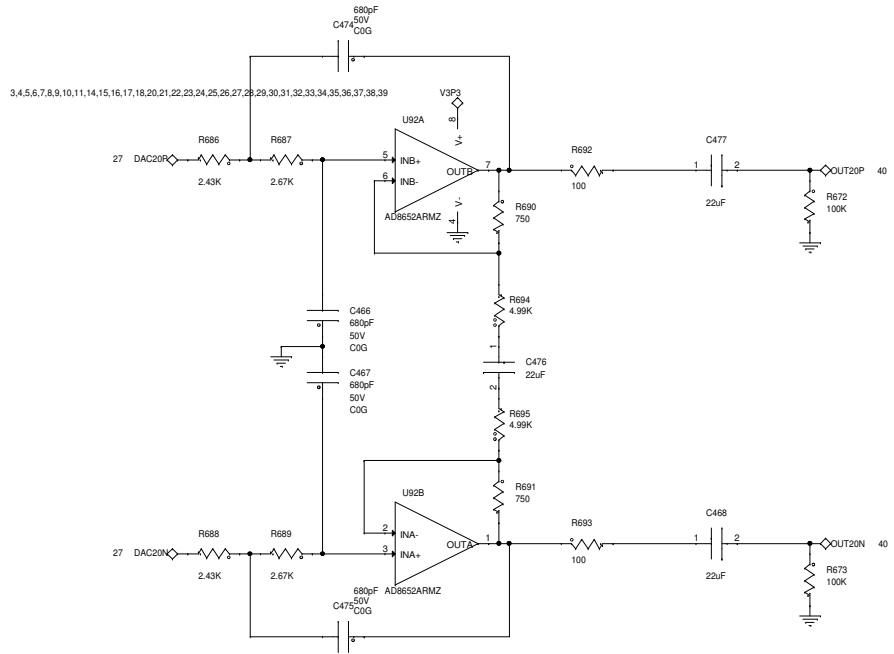 680pF
C474 50V
C0G
3,4,5,6,7,8,9,10,11,14,15,16,17,18,20,21,22,23,24,25,26,27,28,29,30,31,32,33,34,35,36,37,38,39
V3P3
8
V+
U92A
R686
R687
27 DAC20P
2.43K
2.67K
5 INB+
6 INB-
OUTB 7
AD8652ARMZ
V-
4
R692
100
C477
1 2
22uF
OUT20P 40
R672
100K
R690
750
R694
4.99K
C466
680pF
50V
C0G
1
C476
22uF
2
C467
680pF
50V
C0G
R695
4.99K
R691
750
U92B
2 INA-
3 INA+
OUTA 1
AD8652ARMZ
R688
R689
27 DAC20N
2.43K
2.67K
R693
100
C468
1 2
22uF
OUT20N 40
R673
100K
680pF
C475 50V
C0G